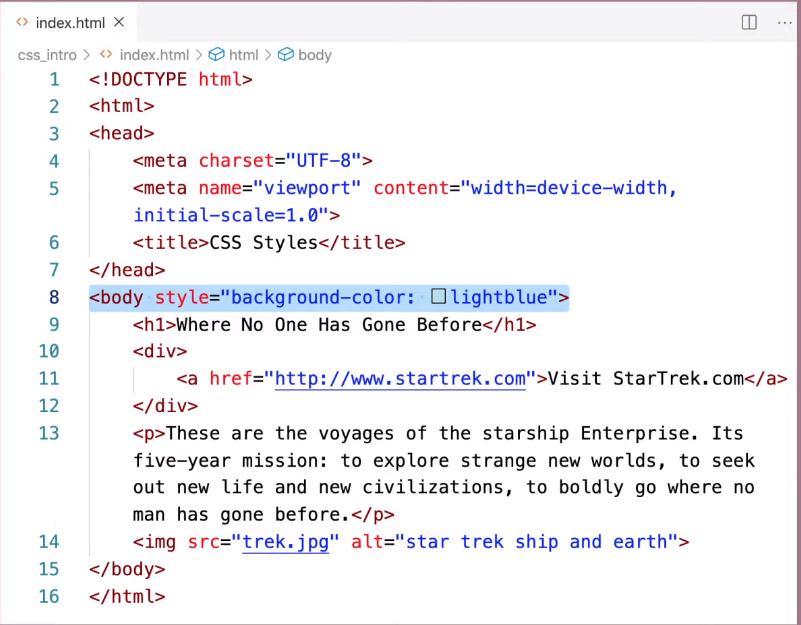 index.html
css_intro > index.html > html > body
1 <!DOCTYPE html>
2 <html>
3 <head>
4 <meta charset="UTF-8">
5 <meta name="viewport" content="width=device-width,
initial-scale=1.0">
6 <title>CSS Styles</title>
7 </head>
8 <body style="background-color: lightblue">
9 <h1>Where No One Has Gone Before</h1>
10 <div>
11 <a href="http://www.startrek.com">Visit StarTrek.com</a>
12 </div>
13 <p>These are the voyages of the starship Enterprise. Its
five-year mission: to explore strange new worlds, to seek
out new life and new civilizations, to boldly go where no
man has gone before.</p>
14 <img src="trek.jpg" alt="star trek ship and earth">
15 </body>
16 </html>